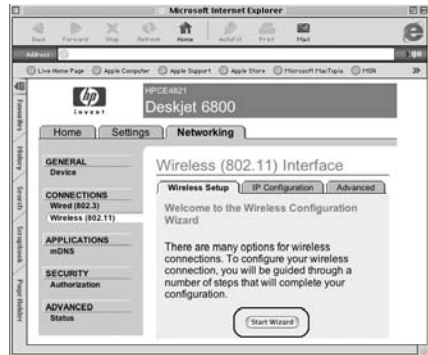 Microsoft Internet Explorer
Back Forward Stop Refresh Home AutoFill Print Mail
Address go
Live Home Page Apple Computer Apple Support Apple Store Microsoft MacTopia MSN
Favorites
History
Search
Scrapbook
Page Holder
hp
invent
HPCE4821
Deskjet 6800
Home Settings Networking
GENERAL
Device
CONNECTIONS
Wired (802.3)
Wireless (802.11)
APPLICATIONS
mDNS
SECURITY
Authorization
ADVANCED
Status
Wireless (802.11) Interface
Wireless Setup IP Configuration Advanced
Welcome to the Wireless Configuration
Wizard
There are many options for wireless
connections. To configure your wireless
connection, you will be guided through a
number of steps that will complete your
configuration.
Start Wizard